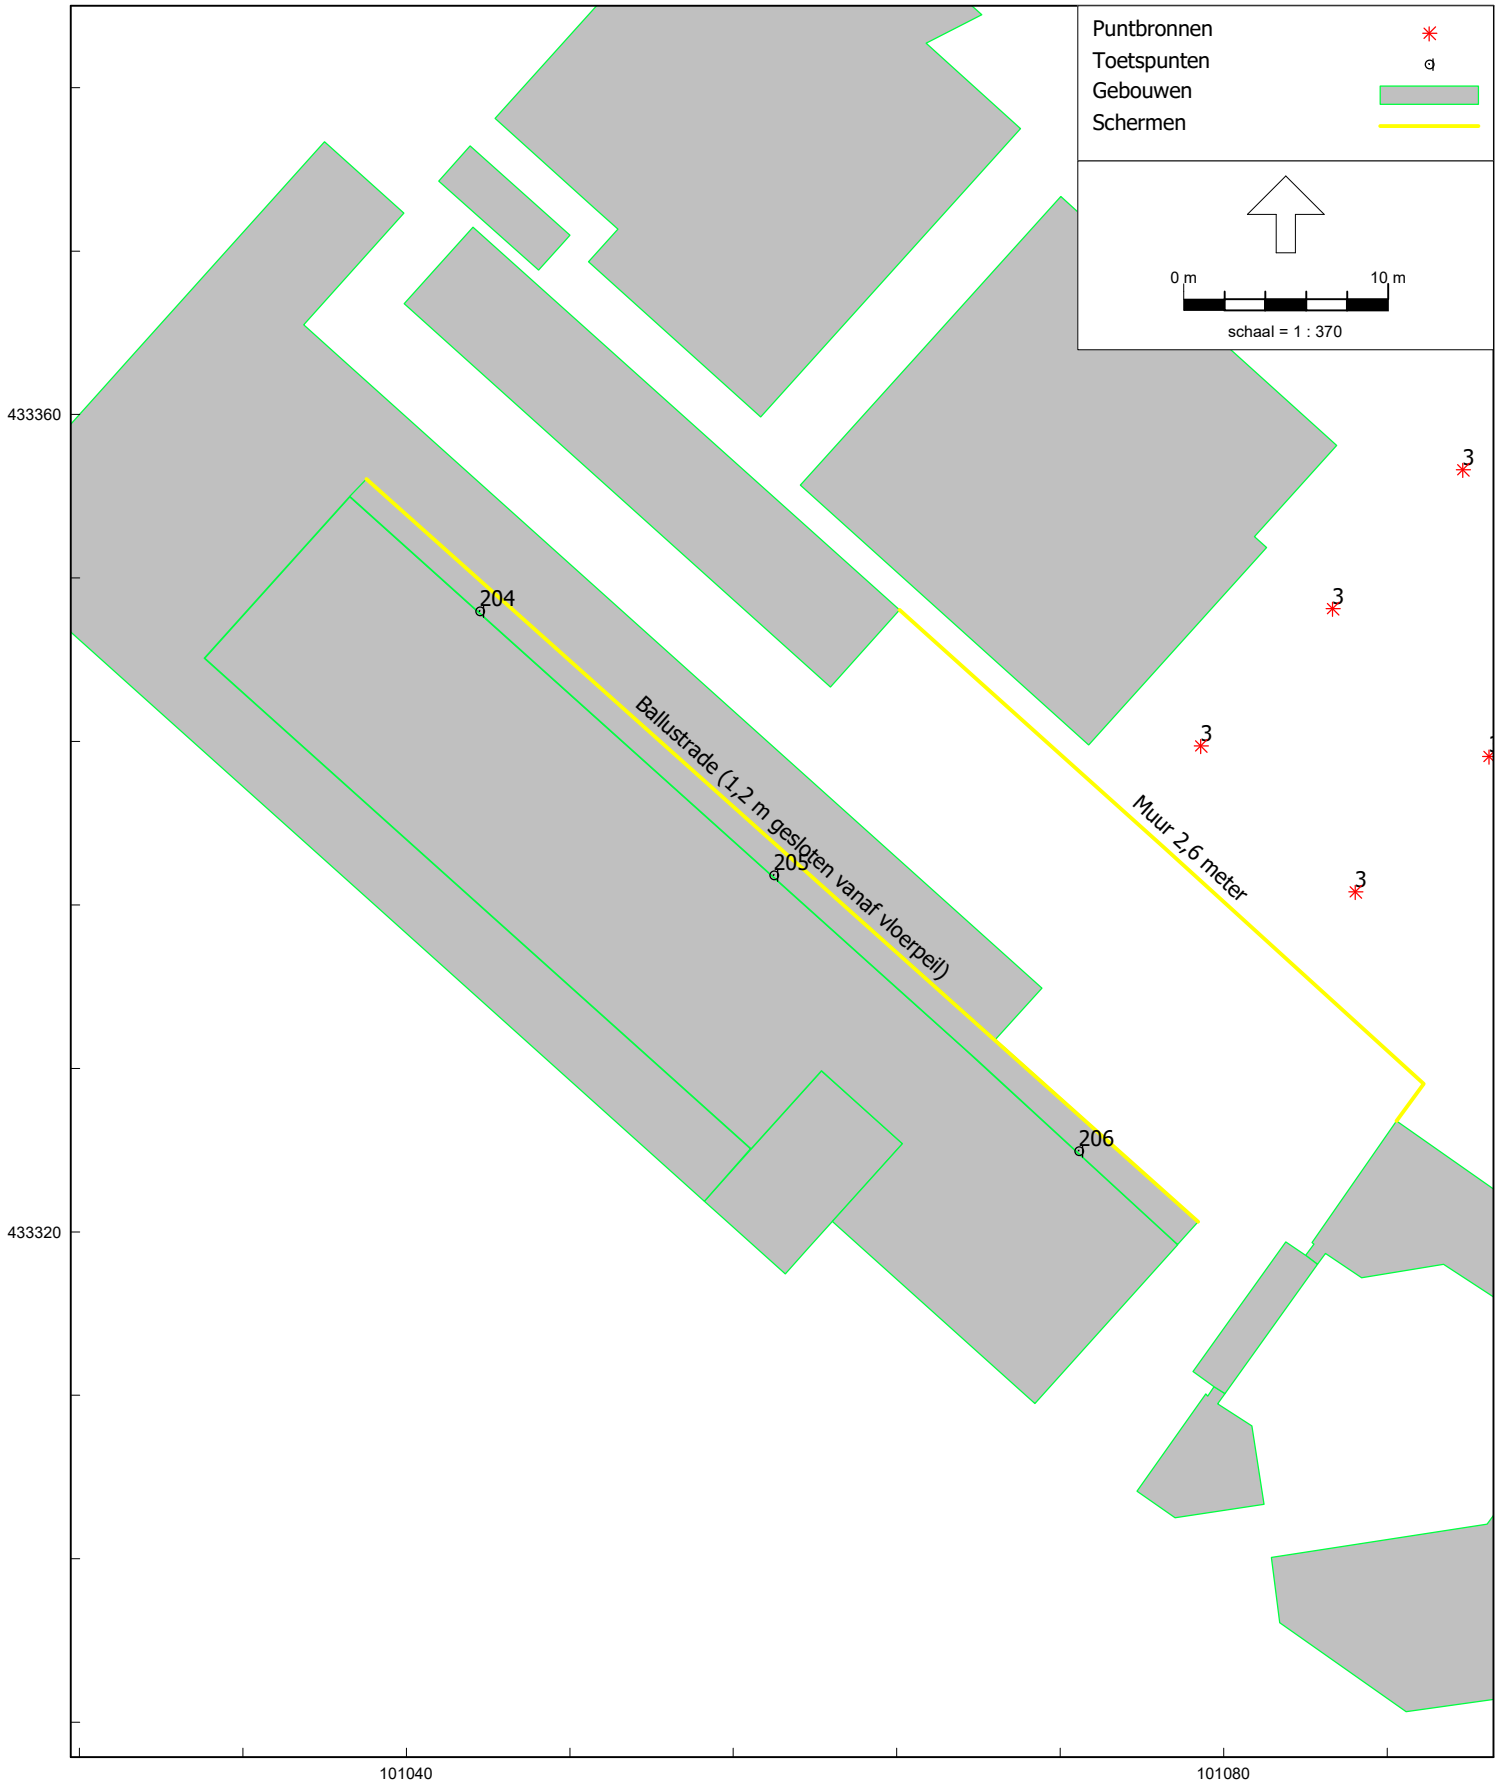 Puntbronnen
Toetspunten
Gebouwen
Schermen
0 m 10 m
schaal = 1 : 370
433360
3
204
3
Ballustrade (1,2 m gesloten vanaf vloerpeil)
3
Muur 2,6 meter
205
3
206
433320
101040
101080